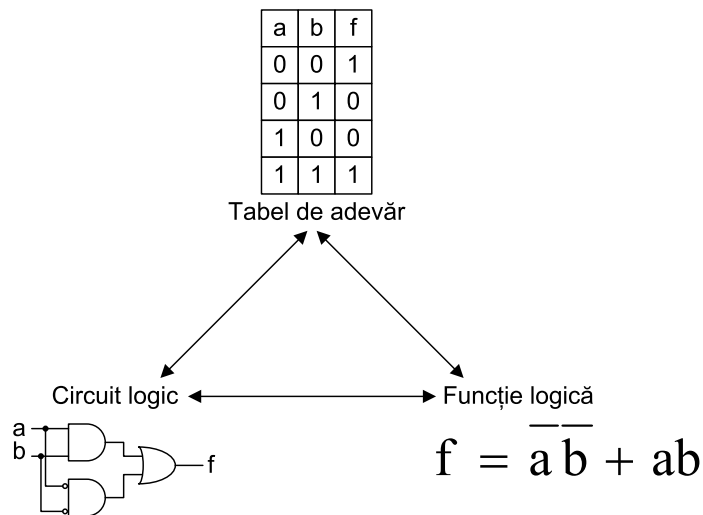 a b f
0 0 1
0 1 0
1 0 0
1 1 1
Tabel de adevăr
Circuit logic
Funcție logică
a
b
f
f = a̅ b̅ + ab